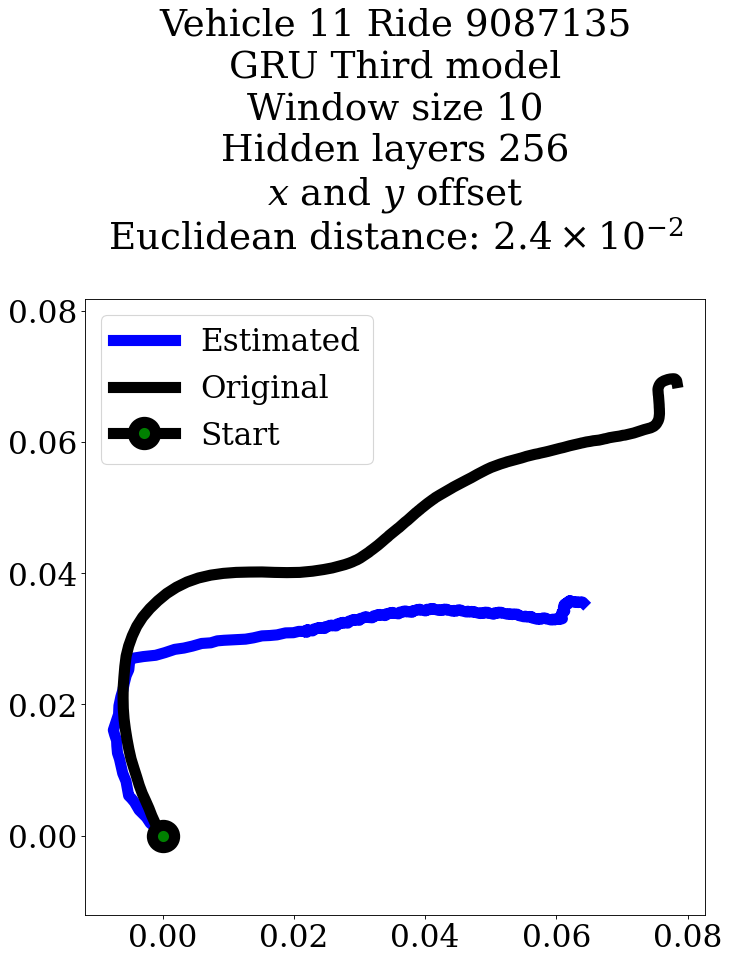 Vehicle 11 Ride 9087135
GRU Third model
Window size 10
Hidden layers 256
x and y offset
Euclidean distance: 2.4 × 10⁻²
0.08
Estimated
Original
Start
0.06
0.04
0.02
0.00
0.00 0.02 0.04 0.06 0.08